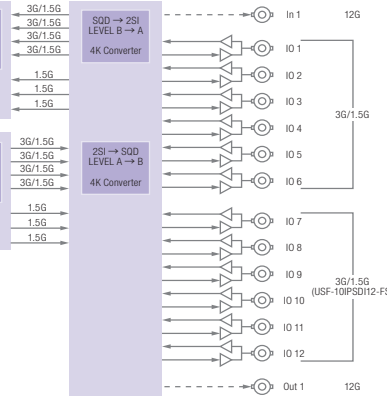 3G/1.5G
3G/1.5G
3G/1.5G
3G/1.5G
1.5G
1.5G
1.5G
3G/1.5G
3G/1.5G
3G/1.5G
3G/1.5G
1.5G
1.5G
1.5G
SQD → 2SI
LEVEL B → A
4K Converter
2SI → SQD
LEVEL A → B
4K Converter
In 1
12G
IO 1
IO 2
IO 3
IO 4
IO 5
IO 6
3G/1.5G
IO 7
IO 8
IO 9
IO 10
IO 11
IO 12
3G/1.5G
(USF-10IPSDI12-FS
Out 1
12G